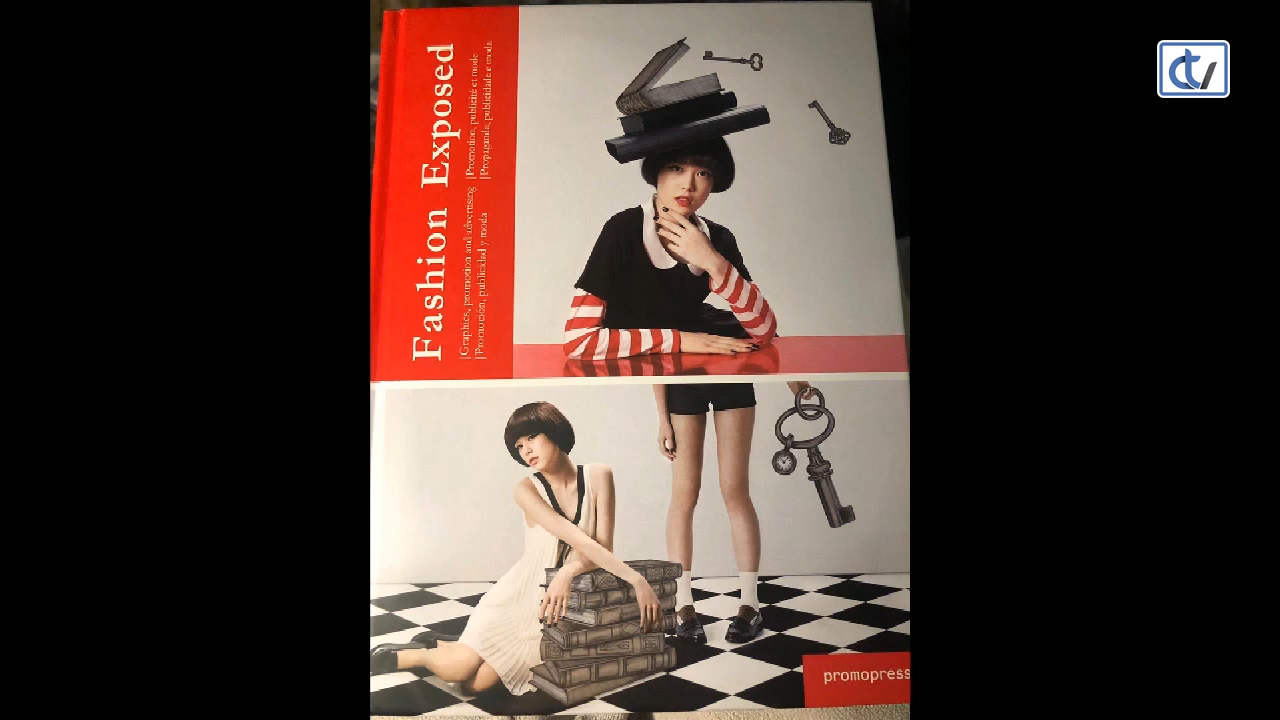 Fashion Exposed
|Graphics, promotion and advertising |Promotion, publicité et mode
|Promoción, publicidad y moda |Propaganda, publicidade e moda
promopress